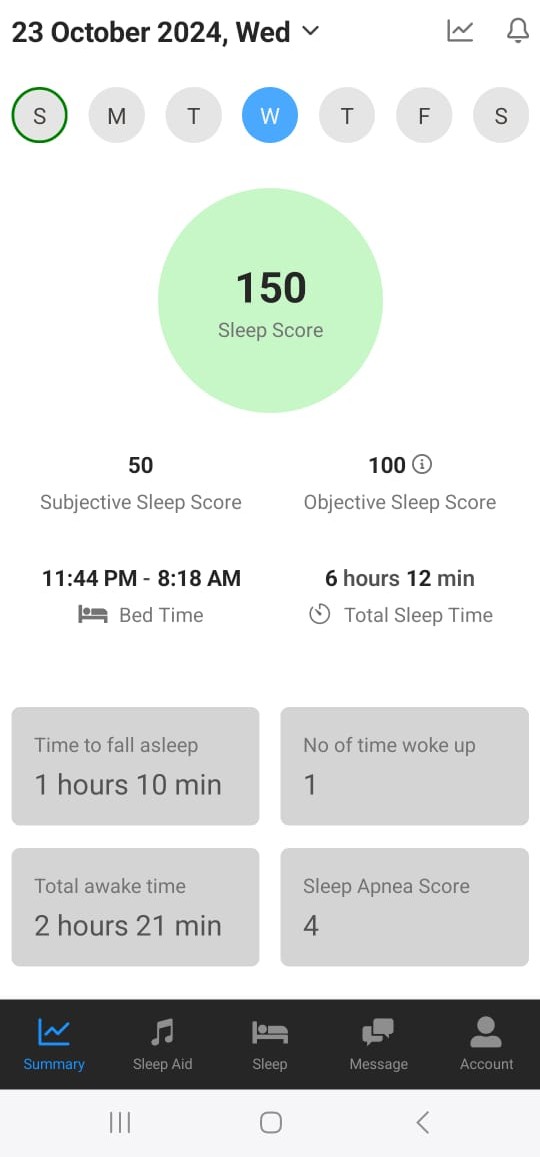 23 October 2024, Wed
S M T W T F S
150
Sleep Score
50 100
Subjective Sleep Score Objective Sleep Score
11:44 PM - 8:18 AM 6 hours 12 min
Bed Time Total Sleep Time
Time to fall asleep No of time woke up
1 hours 10 min 1
Total awake time Sleep Apnea Score
2 hours 21 min 4
Summary Sleep Aid Sleep Message Account